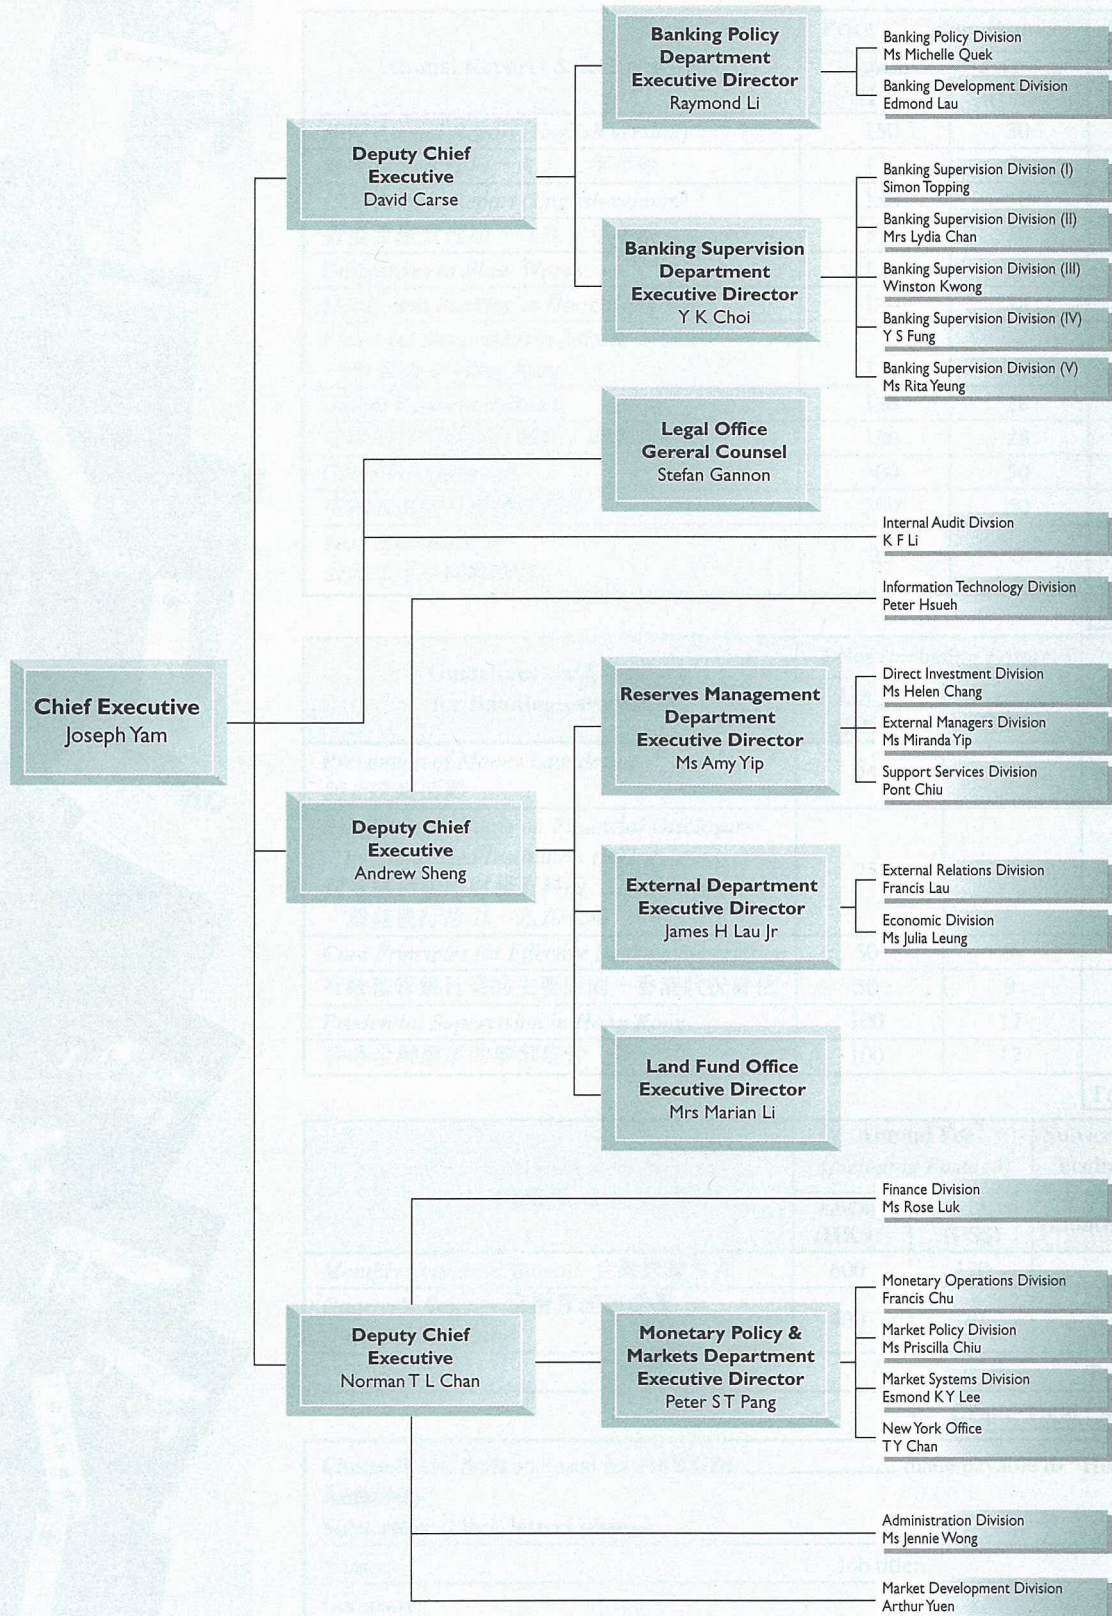 Banking Policy
Department
Executive Director
Raymond Li
Banking Policy Division
Ms Michelle Quek
Banking Development Division
Edmond Lau
Deputy Chief
Executive
David Carse
Banking Supervision
Department
Executive Director
Y K Choi
Banking Supervision Division (I)
Simon Topping
Banking Supervision Division (II)
Mrs Lydia Chan
Banking Supervision Division (III)
Winston Kwong
Banking Supervision Division (IV)
Y S Fung
Banking Supervision Division (V)
Ms Rita Yeung
Legal Office
Gereral Counsel
Stefan Gannon
Internal Audit Divsion
K F Li
Information Technology Division
Peter Hsueh
Chief Executive
Joseph Yam
Reserves Management
Department
Executive Director
Ms Amy Yip
Direct Investment Division
Ms Helen Chang
External Managers Division
Ms Miranda Yip
Support Services Division
Pont Chiu
Deputy Chief
Executive
Andrew Sheng
External Department
Executive Director
James H Lau Jr
External Relations Division
Francis Lau
Economic Division
Ms Julia Leung
Land Fund Office
Executive Director
Mrs Marian Li
Finance Division
Ms Rose Luk
Deputy Chief
Executive
Norman T L Chan
Monetary Policy &
Markets Department
Executive Director
Peter S T Pang
Monetary Operations Division
Francis Chu
Market Policy Division
Ms Priscilla Chiu
Market Systems Division
Esmond K Y Lee
New York Office
T Y Chan
Administration Division
Ms Jennie Wong
Market Development Division
Arthur Yuen